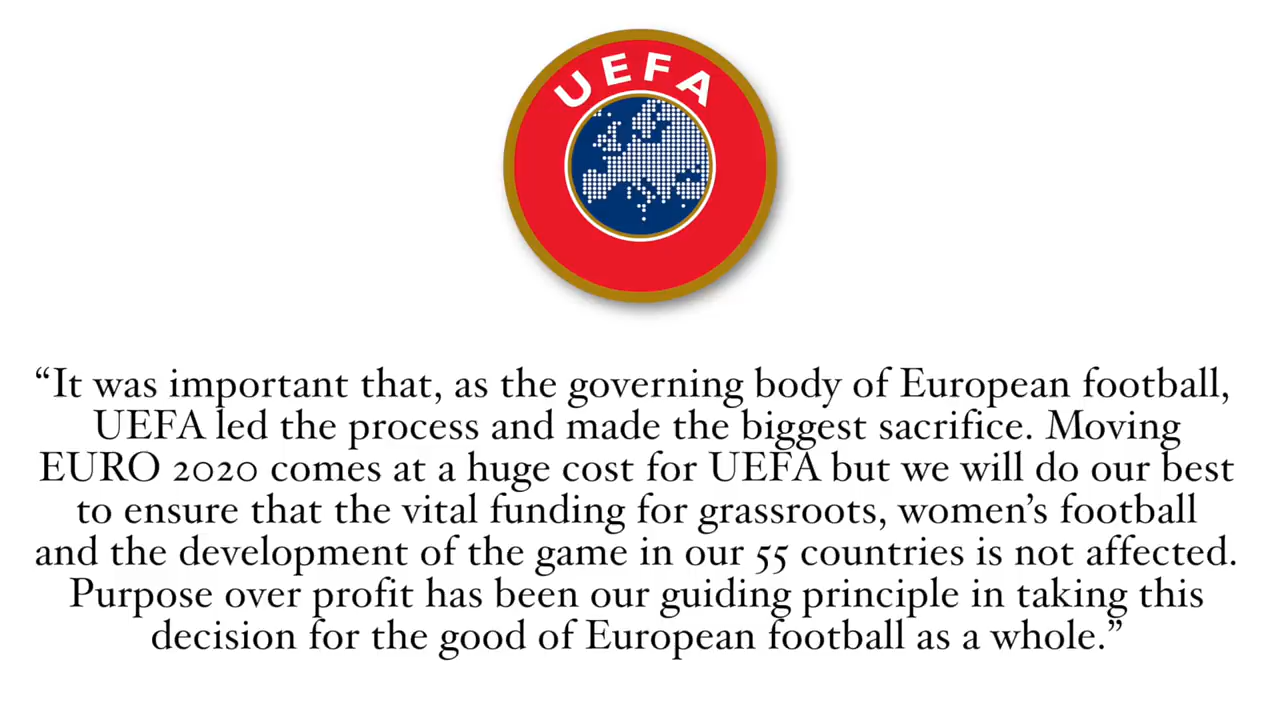 UEFA
“It was important that, as the governing body of European football,
UEFA led the process and made the biggest sacrifice. Moving
EURO 2020 comes at a huge cost for UEFA but we will do our best
to ensure that the vital funding for grassroots, women’s football
and the development of the game in our 55 countries is not affected.
Purpose over profit has been our guiding principle in taking this
decision for the good of European football as a whole.”